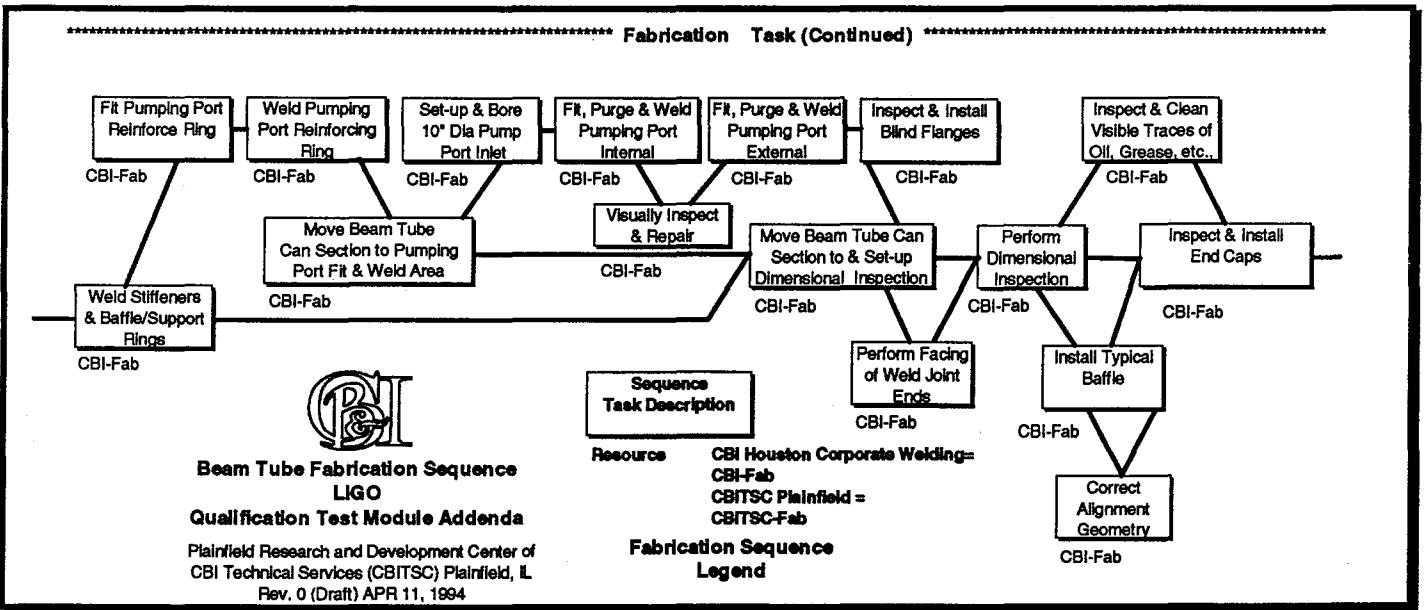 ****** Fabrication Task (Continued) ******
Fit Pumping Port
Reinforce Ring
CBI-Fab
Weld Pumping
Port Reinforcing
Ring
CBI-Fab
Set-up & Bore
10" Dia Pump
Port Inlet
CBI-Fab
Fit, Purge & Weld
Pumping Port
Internal
CBI-Fab
Fit, Purge & Weld
Pumping Port
External
CBI-Fab
Inspect & Install
Blind Flanges
CBI-Fab
Inspect & Clean
Visible Traces of
Oil, Grease, etc.,
CBI-Fab
Move Beam Tube
Can Section to Pumping
Port Fit & Weld Area
CBI-Fab
Visually Inspect
& Repair
CBI-Fab
Move Beam Tube Can
Section to & Set-up
Dimensional Inspection
CBI-Fab
Perform
Dimensional
Inspection
CBI-Fab
Inspect & Install
End Caps
CBI-Fab
Weld Stiffeners
& Baffle/Support
Rings
CBI-Fab
Perform Facing
of Weld Joint
Ends
CBI-Fab
Install Typical
Baffle
CBI-Fab
Correct
Alignment
Geometry
CBI-Fab
CB&I
Beam Tube Fabrication Sequence
LIGO
Qualification Test Module Addenda
Plainfield Research and Development Center of
CBI Technical Services (CBITSC) Plainfield, IL
Rev. 0 (Draft) APR 11, 1994
Sequence
Task Description
Resource CBI Houston Corporate Welding=
CBI-Fab
CBITSC Plainfield =
CBITSC-Fab
Fabrication Sequence
Legend